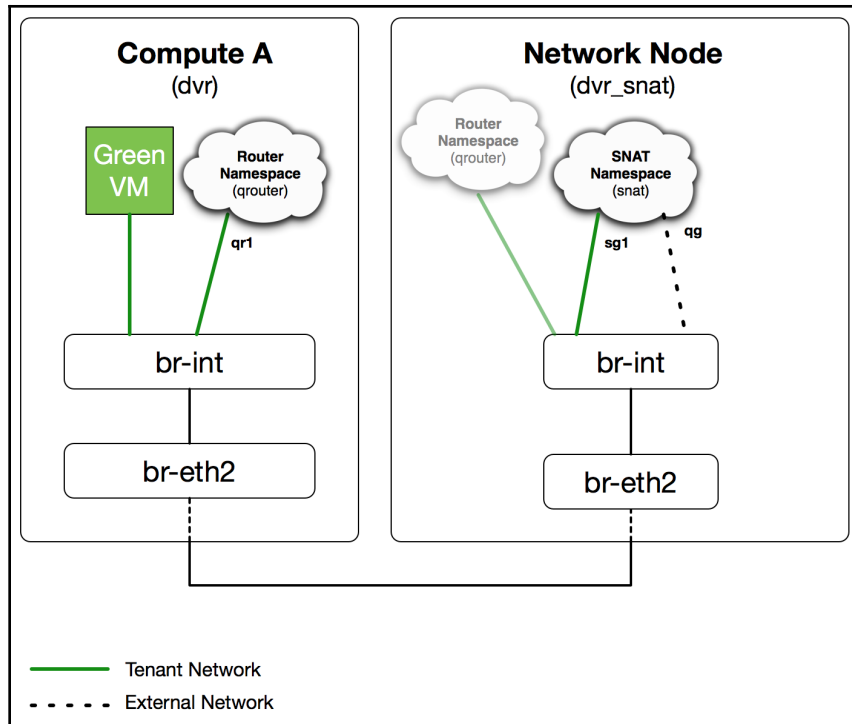 Compute A
(dvr)
Green
VM
Router
Namespace
(qrouter)
qr1
br-int
br-eth2
Network Node
(dvr_snat)
Router
Namespace
(qrouter)
SNAT
Namespace
(snat)
sg1
qg
br-int
br-eth2
Tenant Network
External Network